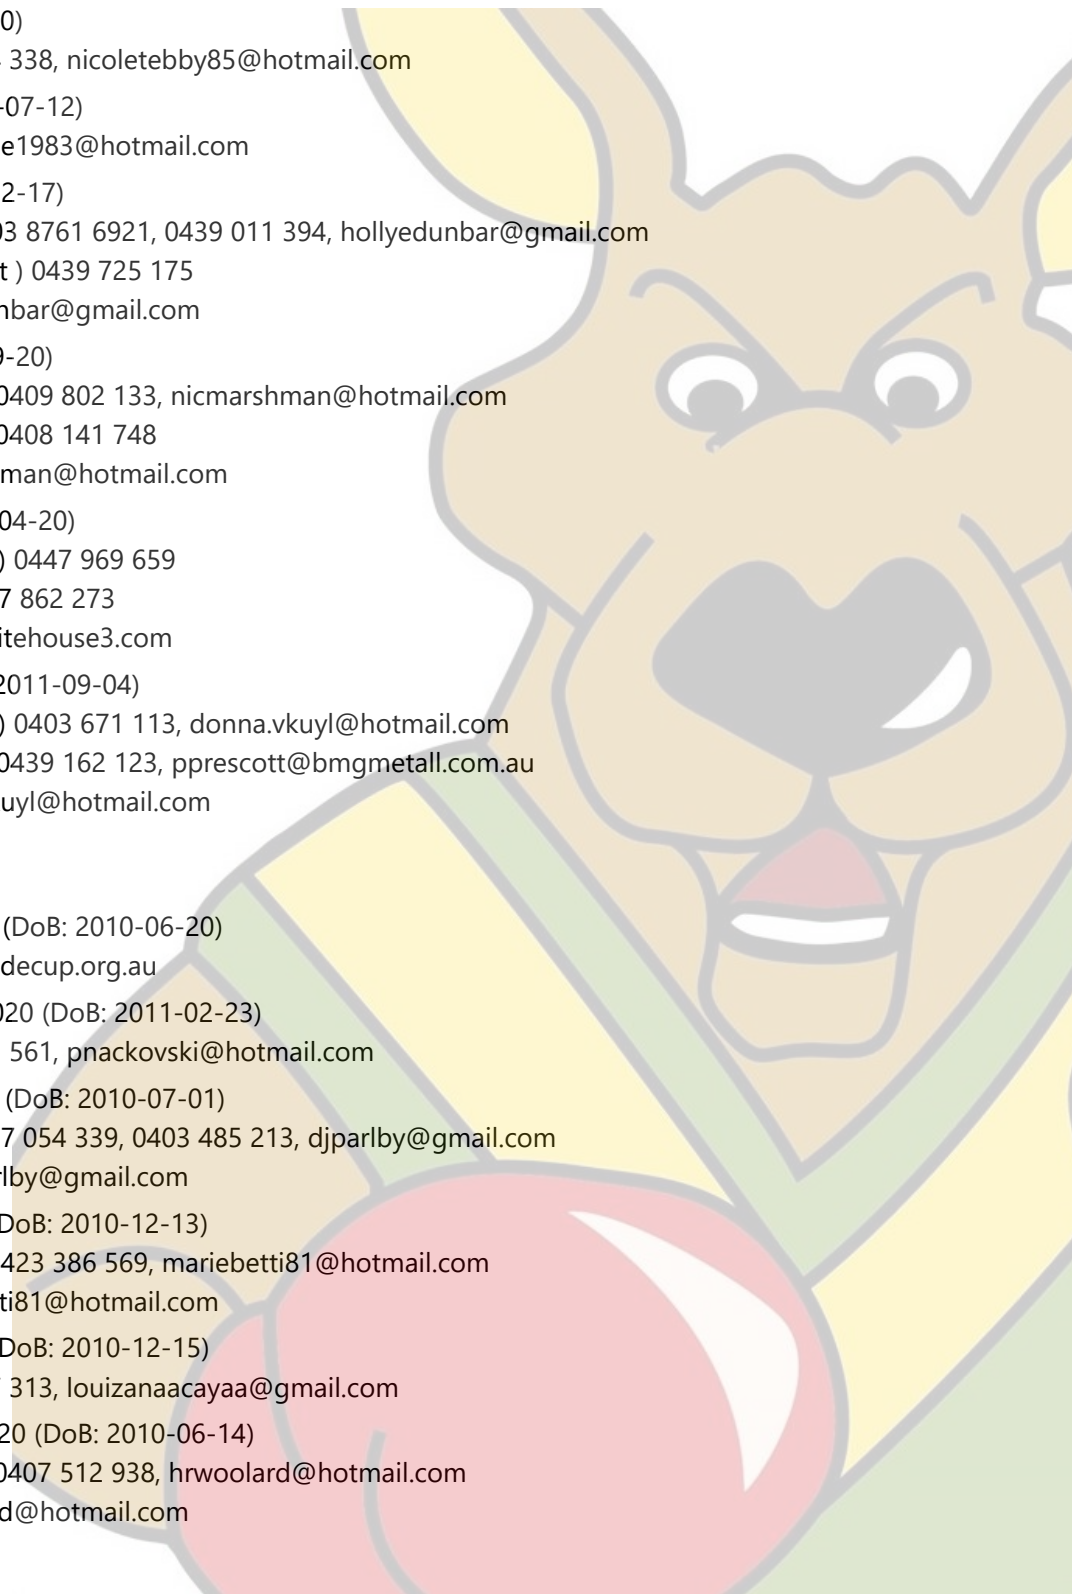 0)
338, nicoletebby85@hotmail.com
-07-12)
e1983@hotmail.com
2-17)
03 8761 6921, 0439 011 394, hollyedunbar@gmail.com
t ) 0439 725 175
nbar@gmail.com
9-20)
0409 802 133, nicmarshman@hotmail.com
0408 141 748
man@hotmail.com
04-20)
) 0447 969 659
7 862 273
itehouse3.com
2011-09-04)
) 0403 671 113, donna.vkuyl@hotmail.com
0439 162 123, pprescott@bmgmetall.com.au
uyl@hotmail.com
(DoB: 2010-06-20)
decup.org.au
020 (DoB: 2011-02-23)
561, pnackovski@hotmail.com
(DoB: 2010-07-01)
7 054 339, 0403 485 213, djparlby@gmail.com
rlby@gmail.com
DoB: 2010-12-13)
423 386 569, mariebetti81@hotmail.com
ti81@hotmail.com
DoB: 2010-12-15)
313, louizanaacayaa@gmail.com
20 (DoB: 2010-06-14)
0407 512 938, hrwoolard@hotmail.com
d@hotmail.com